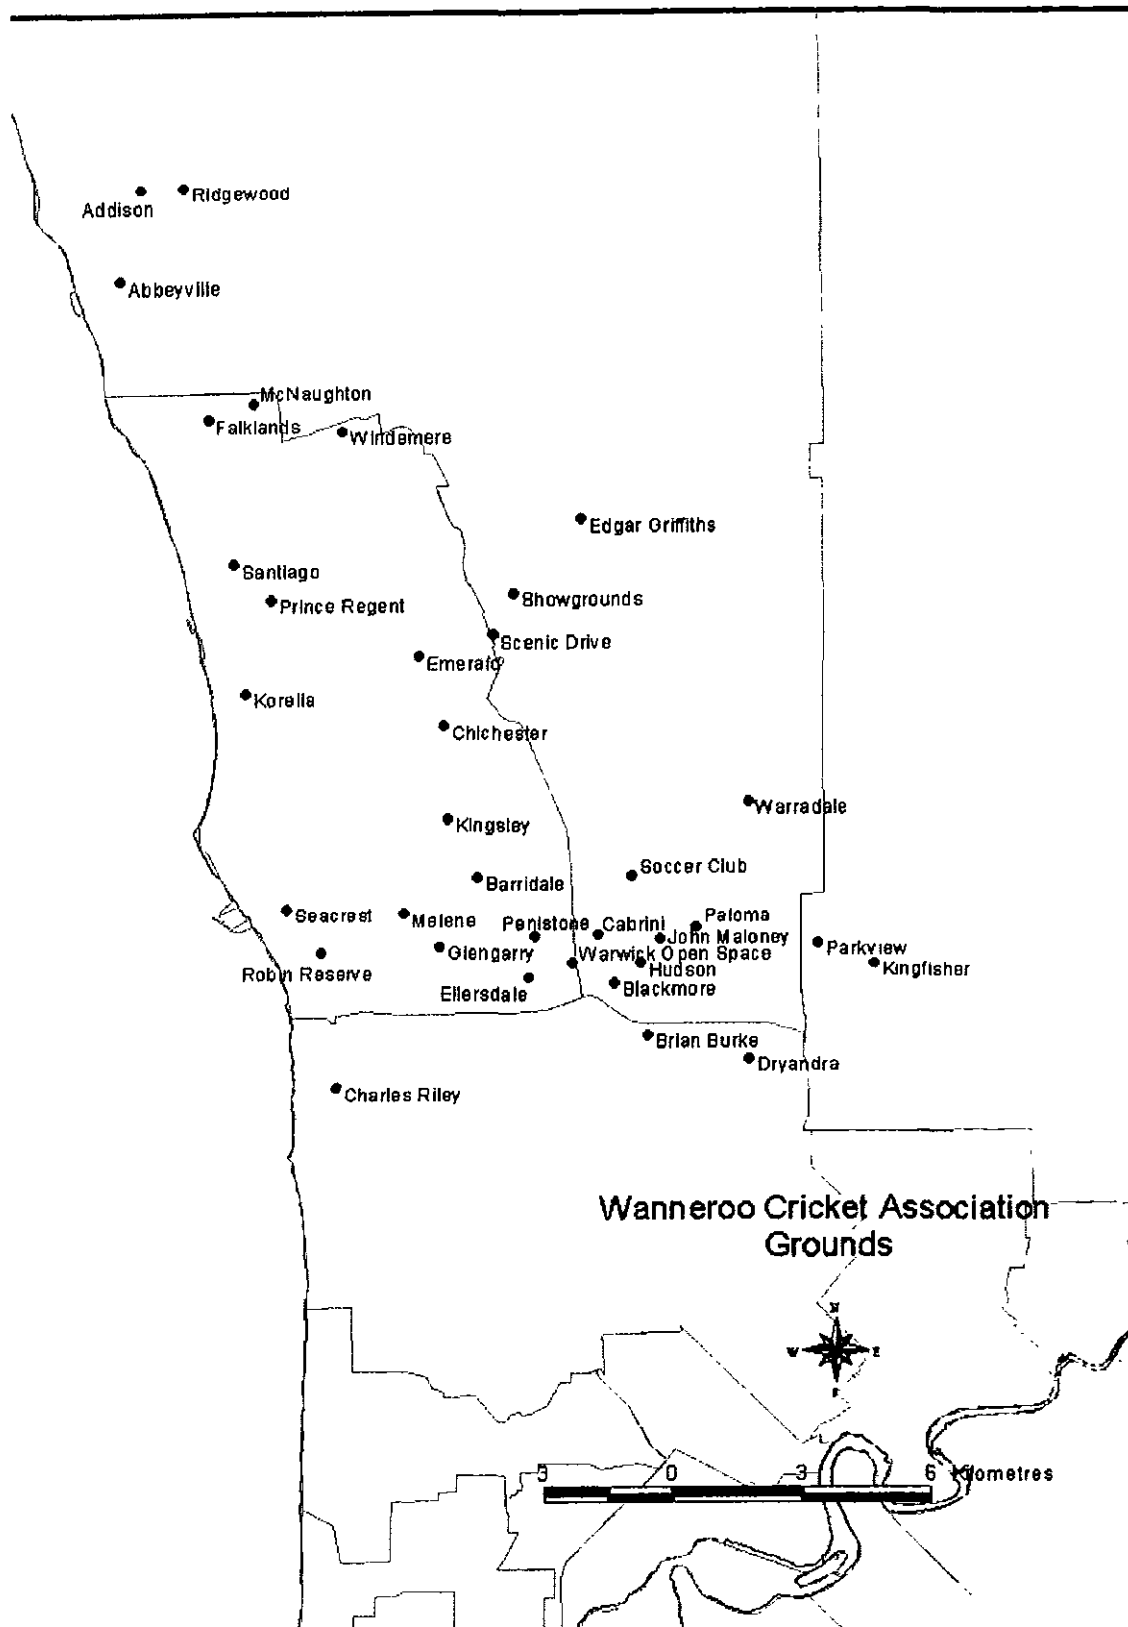 Ridgewood
Addison
Abbeyville
McNaughton
Falklands
Windemere
Edgar Griffiths
Santiago
Showgrounds
Prince Regent
Scenic Drive
Emerald
Korella
Chichester
Warradale
Kingsley
Soccer Club
Barridale
Seacrest
Melene
Penistone
Cabrini
Paloma
John Maloney
Glengarry
Warwick Open Space
Parkview
Robin Reserve
Hudson
Kingfisher
Ellersdale
Blackmore
Brian Burke
Dryandra
Charles Riley
Wanneroo Cricket Association
Grounds
N
W E
3 0 3 6 Kilometres